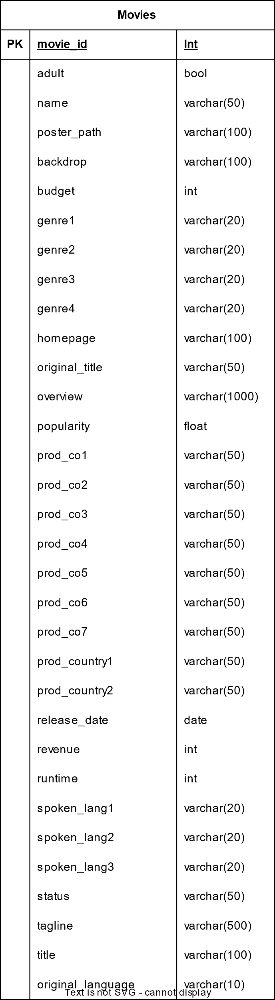 Movies
PK movie_id Int
adult bool
name varchar(50)
poster_path varchar(100)
backdrop varchar(100)
budget int
genre1 varchar(20)
genre2 varchar(20)
genre3 varchar(20)
genre4 varchar(20)
homepage varchar(100)
original_title varchar(50)
overview varchar(1000)
popularity float
prod_co1 varchar(50)
prod_co2 varchar(50)
prod_co3 varchar(50)
prod_co4 varchar(50)
prod_co5 varchar(50)
prod_co6 varchar(50)
prod_co7 varchar(50)
prod_country1 varchar(50)
prod_country2 varchar(50)
release_date date
revenue int
runtime int
spoken_lang1 varchar(20)
spoken_lang2 varchar(20)
spoken_lang3 varchar(20)
status varchar(50)
tagline varchar(500)
title varchar(100)
original_language varchar(10)
Text is not SVG - cannot display